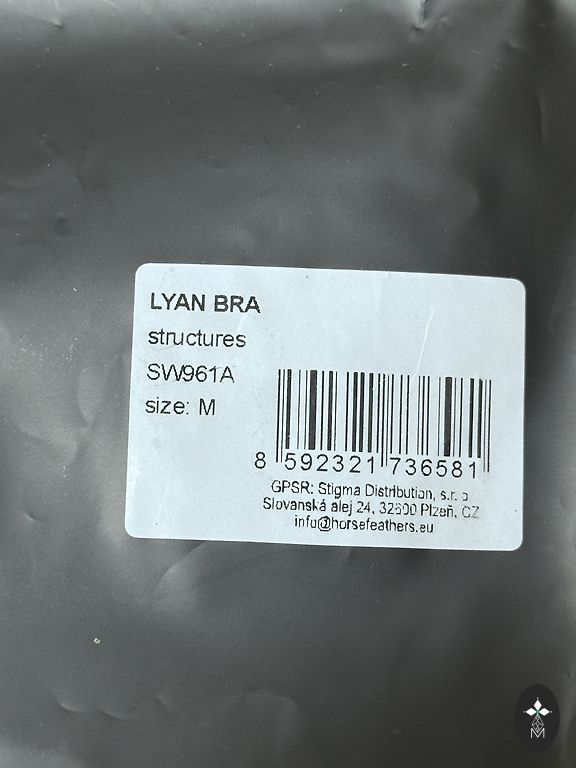 LYAN BRA
structures
SW961A
size: M
8 592321 736581
GPSR: Stigma Distribution, s.r.o
Slovanská alej 24, 32600 Plzeň, CZ
info@horsefeathers.eu
M